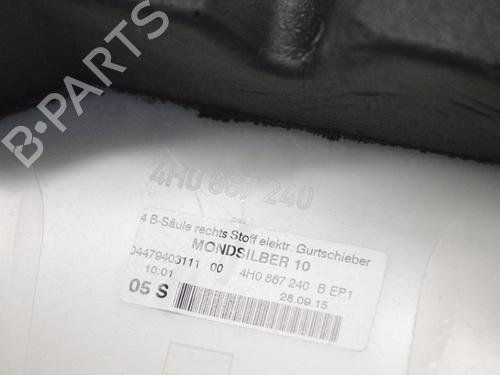 B-PARTS
4H0 867 240
4 B-Säule rechts Stoff elektr. Gurtschieber
MONDSILBER 10
04479403111 00 4H0 867 240 B EP1
10:01 28.09.15
05 S